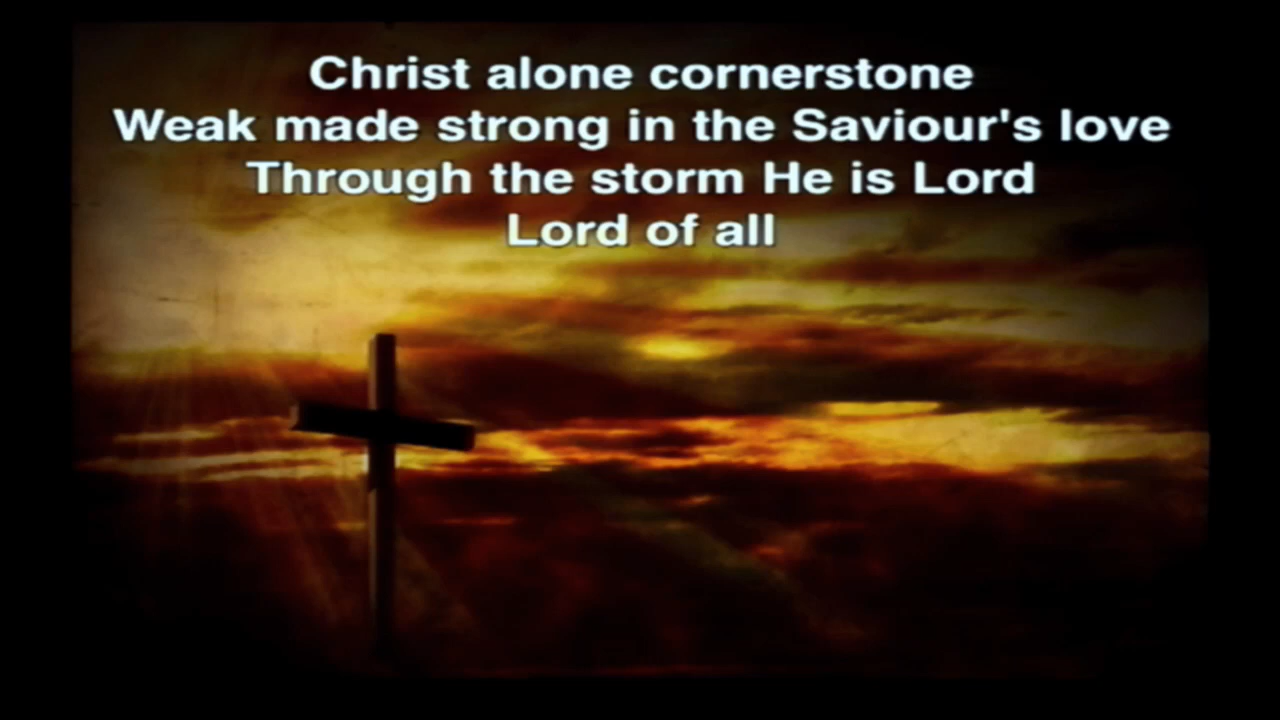 Christ alone cornerstone
Weak made strong in the Saviour's love
Through the storm He is Lord
Lord of all